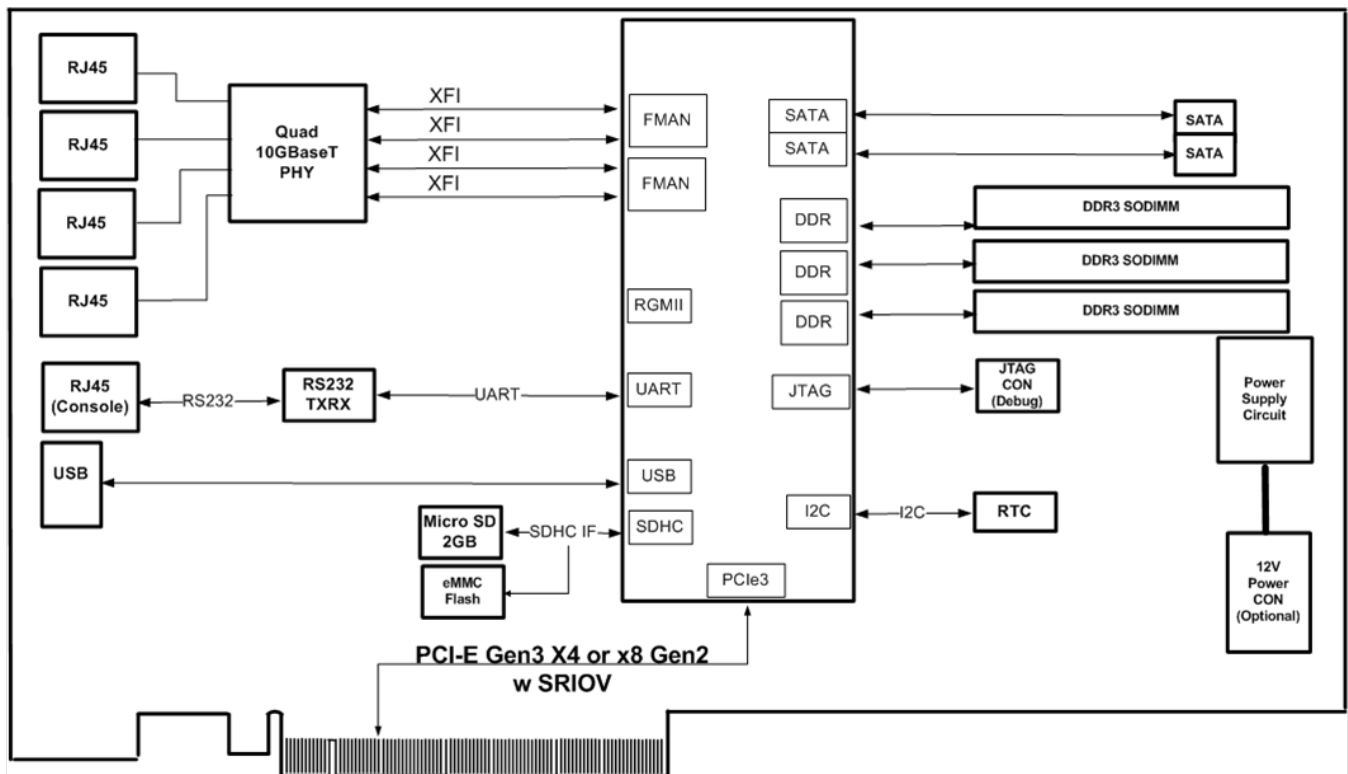 RJ45
RJ45
RJ45
RJ45
Quad
10GBaseT
PHY
XFI
XFI
XFI
XFI
FMAN
FMAN
RGMII
UART
USB
SDHC
PCIe3
SATA
SATA
DDR
DDR
DDR
JTAG
I2C
SATA
SATA
DDR3 SODIMM
DDR3 SODIMM
DDR3 SODIMM
JTAG
CON
(Debug)
Power
Supply
Circuit
RJ45
(Console)
RS232
RS232
TXRX
UART
USB
Micro SD
2GB
SDHC IF
eMMC
Flash
I2C
RTC
12V
Power
CON
(Optional)
PCI-E Gen3 X4 or x8 Gen2
w SRIOV